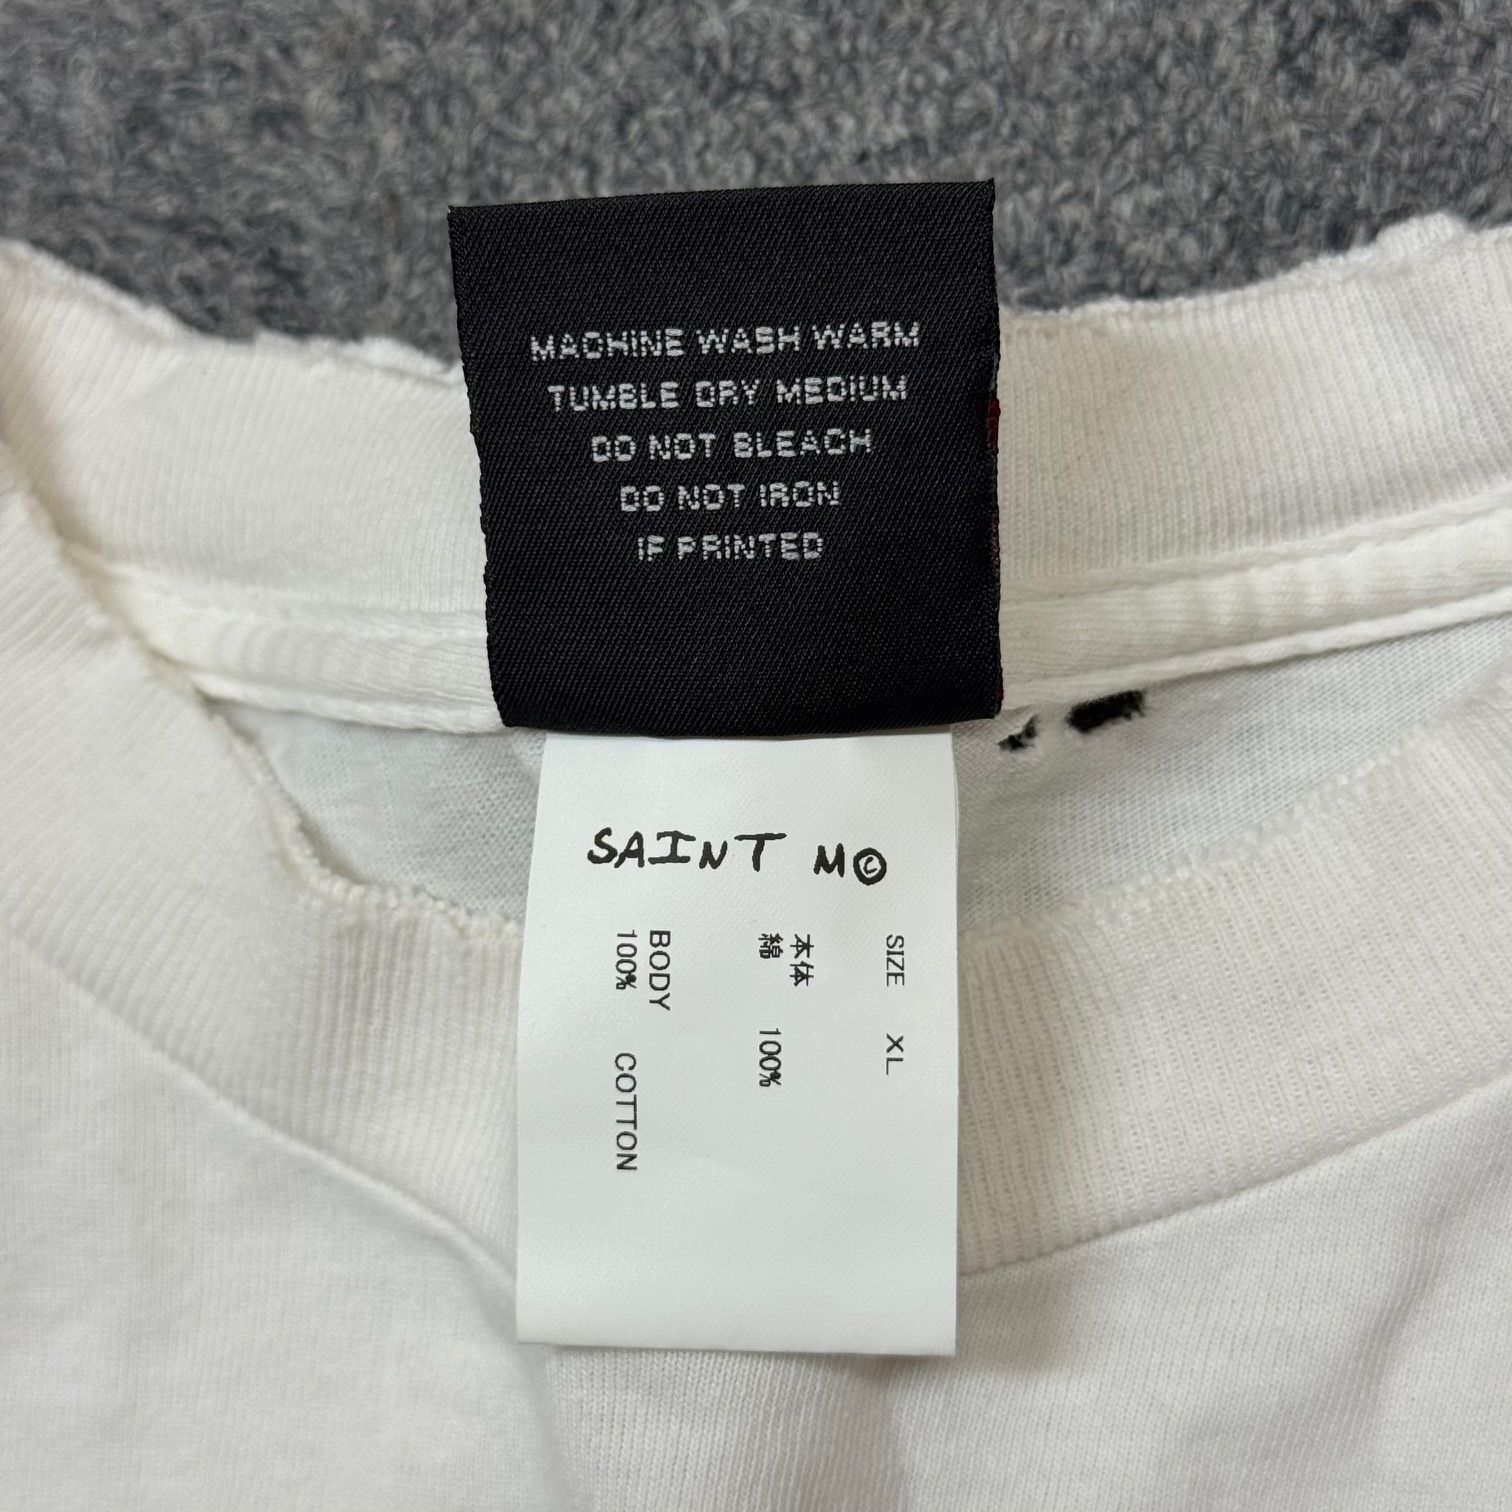 MACHINE WASH WARM
TUMBLE DRY MEDIUM
DO NOT BLEACH
DO NOT IRON
IF PRINTED
SAINT M©
SIZE XL
本体
綿 100%
BODY
100% COTTON